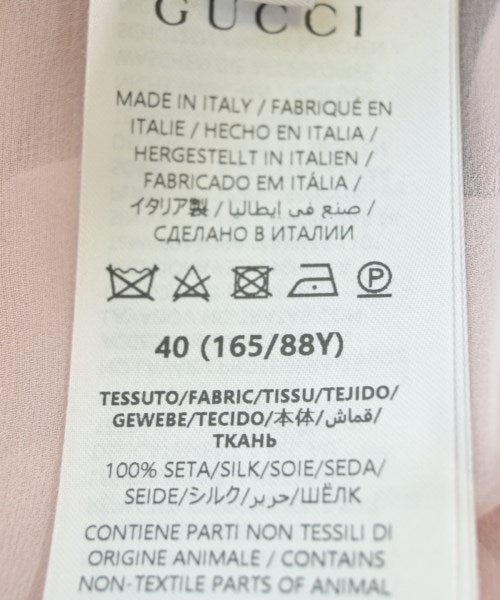 GUCCI
MADE IN ITALY / FABRIQUÉ EN
ITALIE / HECHO EN ITALIA /
HERGESTELLT IN ITALIEN /
FABRICADO EM ITÁLIA /
イタリア製 / صنع في إيطاليا /
СДЕЛАНО В ИТАЛИИ
P
40 (165/88Y)
TESSUTO/FABRIC/TISSU/TEJIDO/
GEWEBE/TECIDO/本体/قماش/
ТКАНЬ
100% SETA/SILK/SOIE/SEDA/
SEIDE/シルク/حرير/ШЁЛК
CONTIENE PARTI NON TESSILI DI
ORIGINE ANIMALE / CONTAINS
NON-TEXTILE PARTS OF ANIMAL